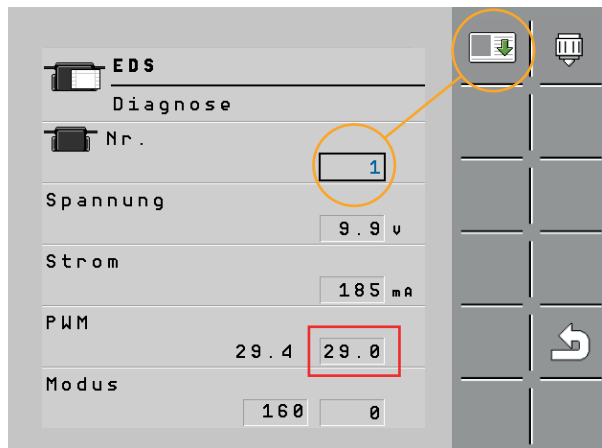 EDS
Diagnose
Nr.
1
Spannung
9.9 v
Strom
185 mA
PWM
29.4 29.0
Modus
160 0